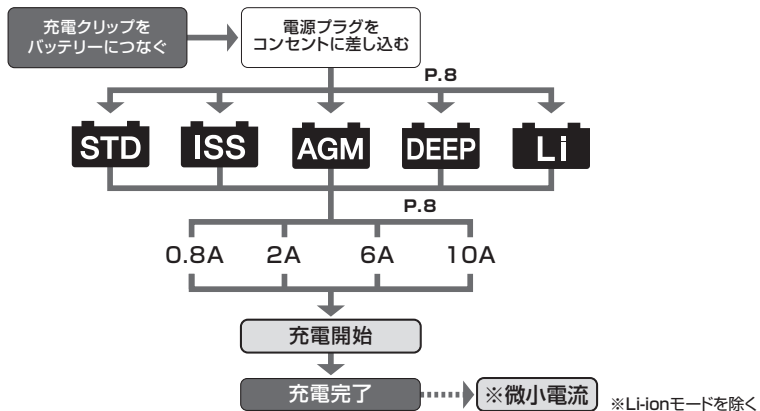 充電クリップを
バッテリーにつなぐ
電源プラグを
コンセントに差し込む
P.8
STD ISS AGM DEEP Li
P.8
0.8A 2A 6A 10A
充電開始
充電完了
※微小電流
※Li-ionモードを除く